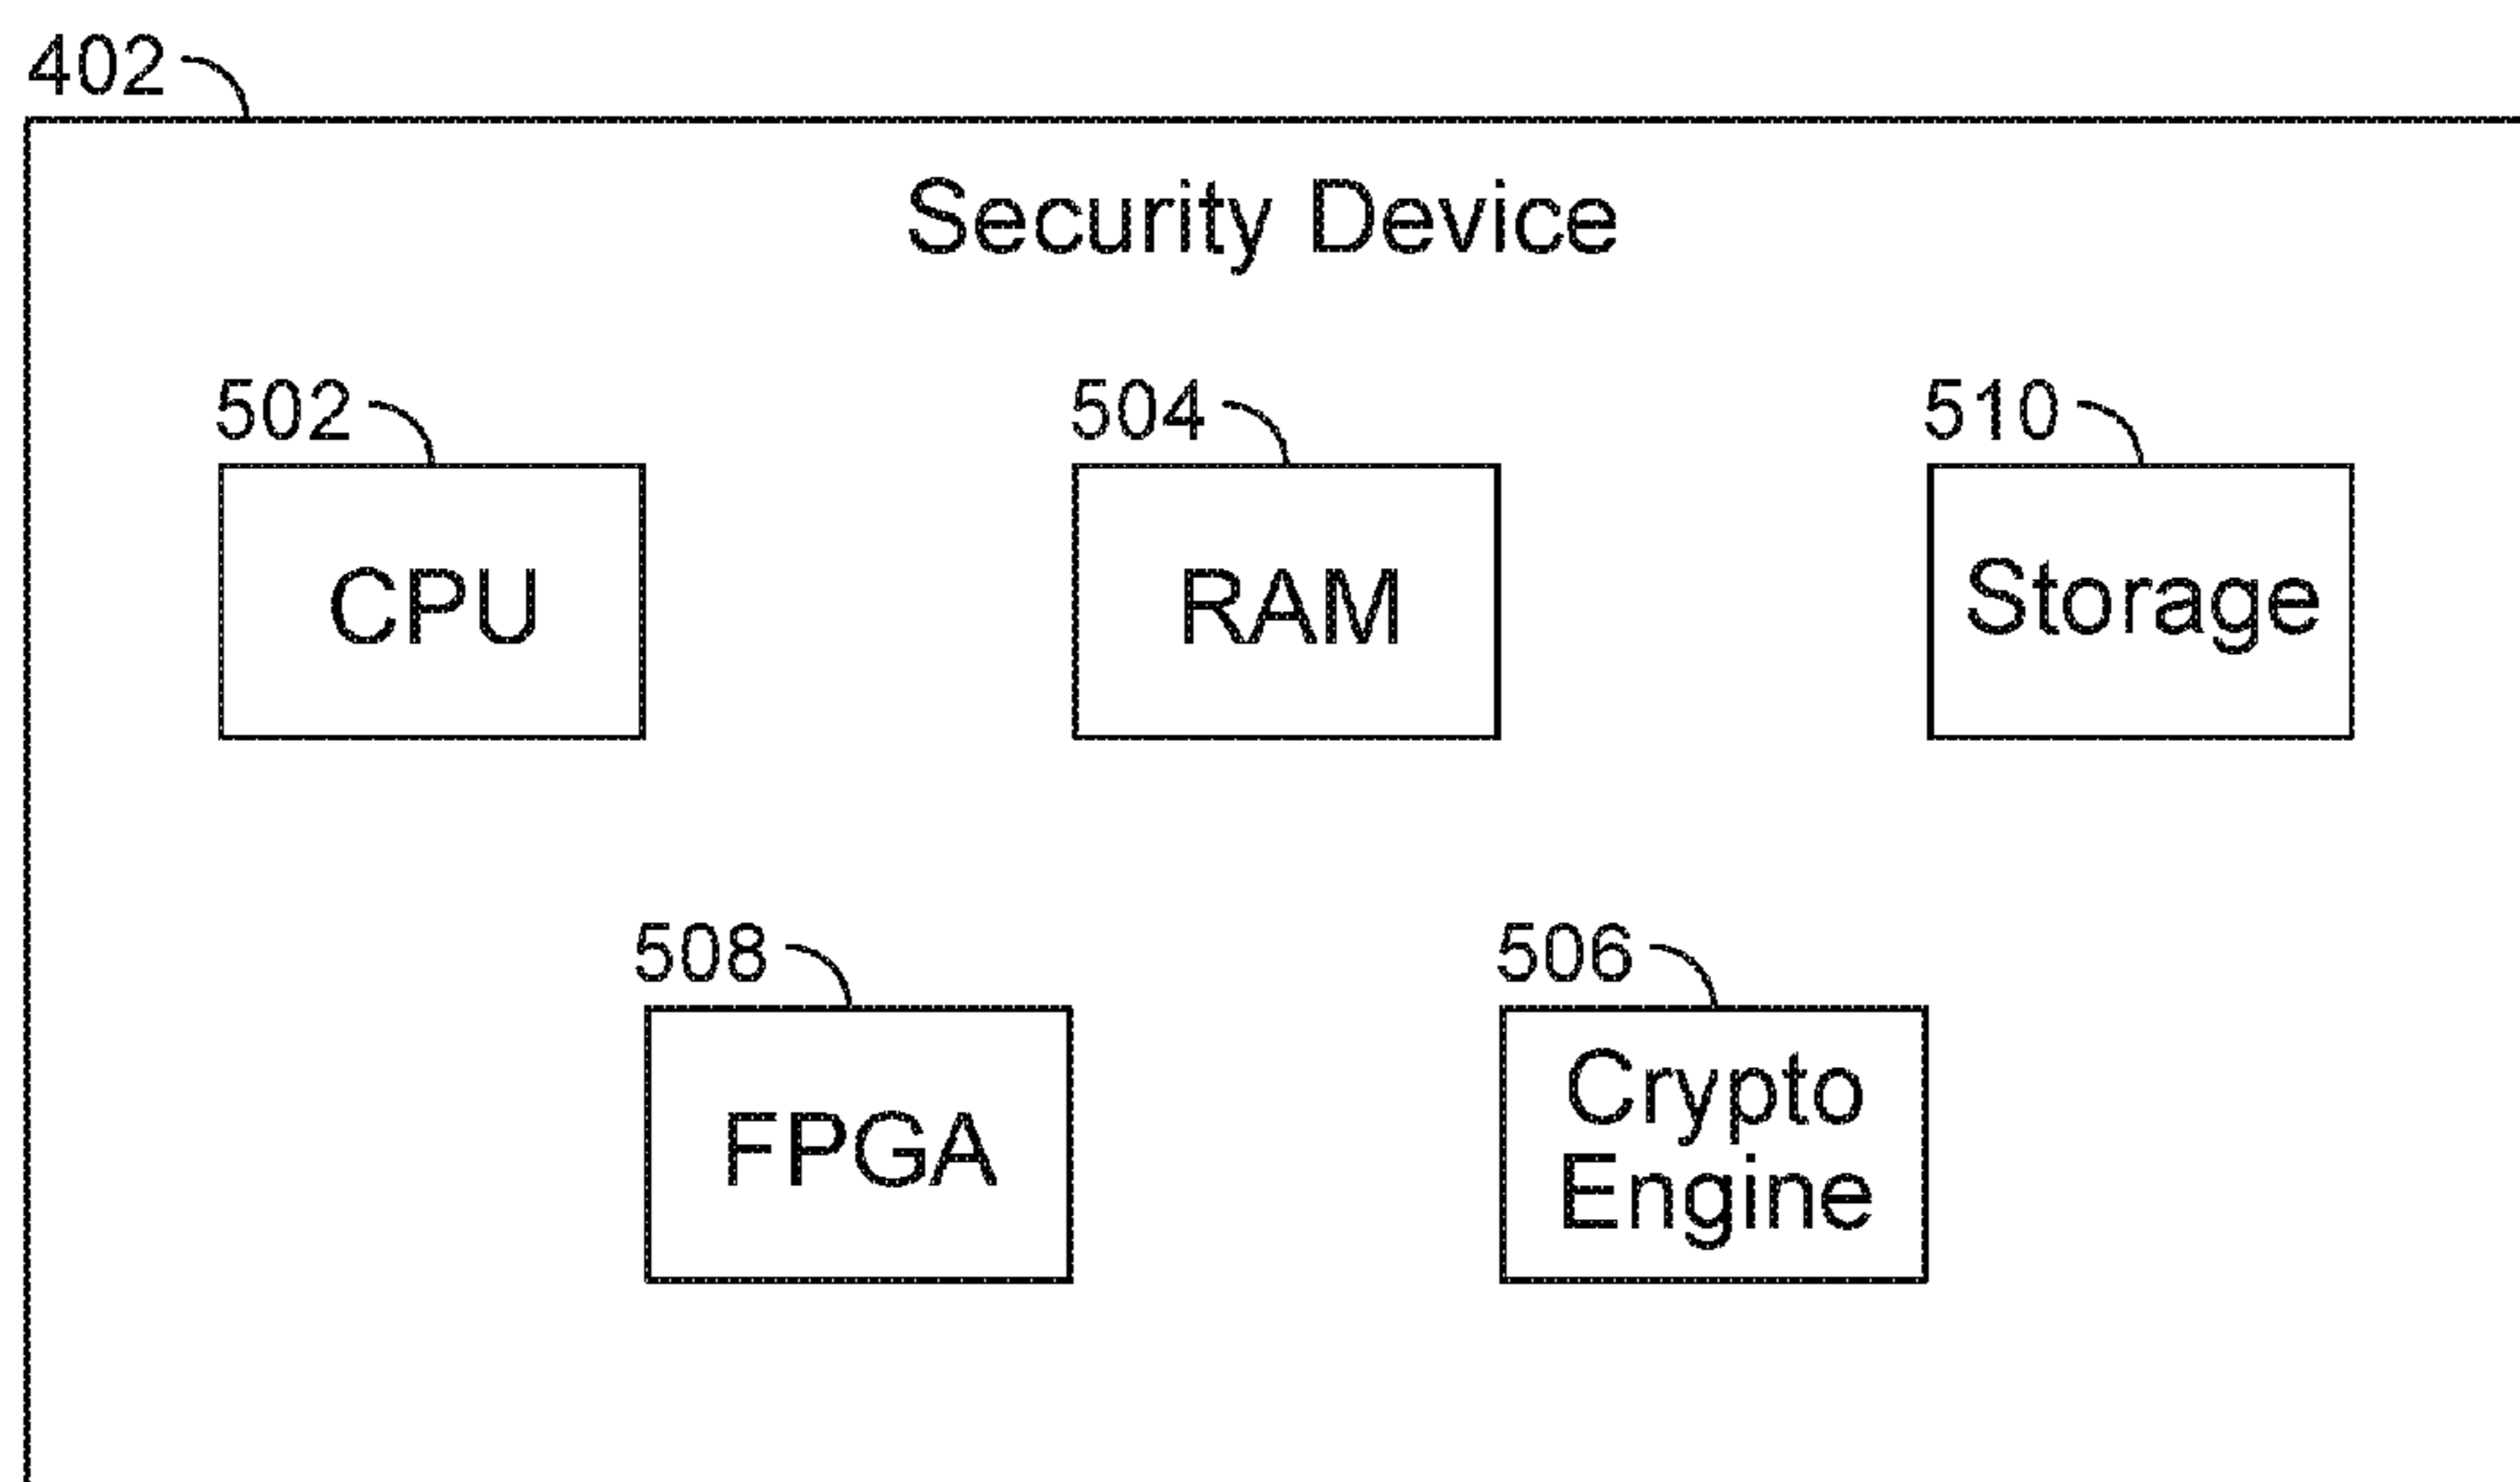 402
Security Device
502
504
510
CPU
RAM
Storage
508
506
FPGA
Crypto
Engine